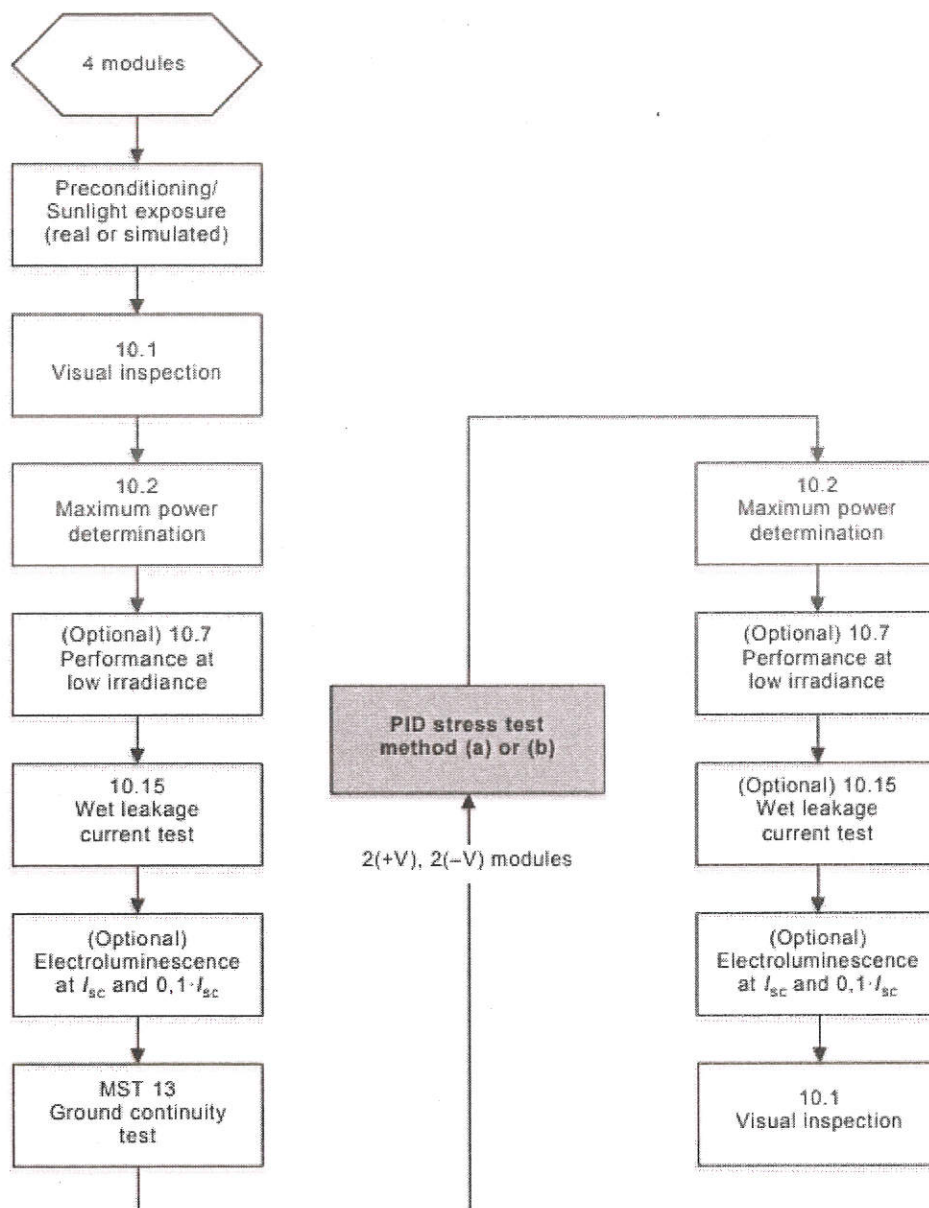 4 modules
Preconditioning/
Sunlight exposure
(real or simulated)
10.1
Visual inspection
10.2
Maximum power
determination
(Optional) 10.7
Performance at
low irradiance
10.15
Wet leakage
current test
(Optional)
Electroluminescence
at Isc and 0,1·Isc
MST 13
Ground continuity
test
2(+V), 2(–V) modules
PID stress test
method (a) or (b)
10.2
Maximum power
determination
(Optional) 10.7
Performance at
low irradiance
(Optional) 10.15
Wet leakage
current test
(Optional)
Electroluminescence
at Isc and 0,1·Isc
10.1
Visual inspection